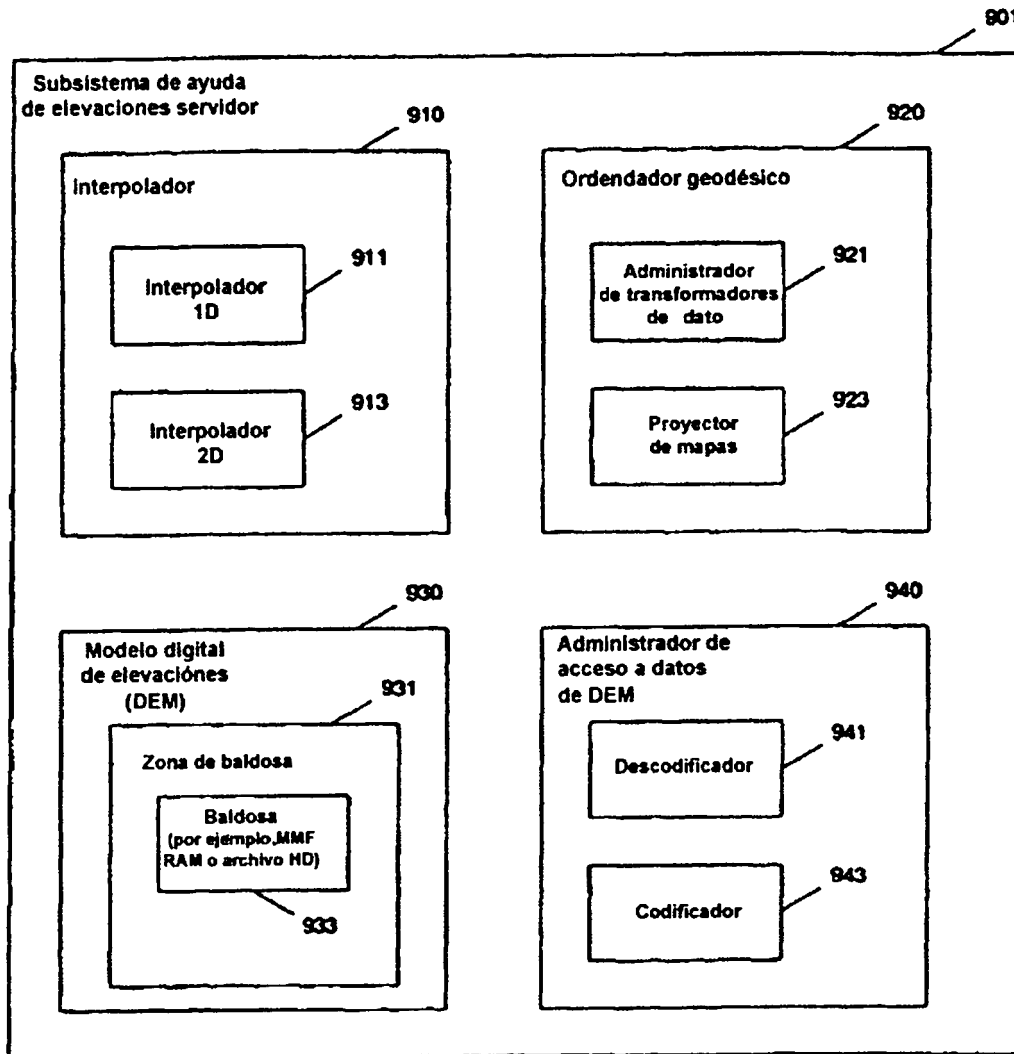 901
Subsistema de ayuda
de elevaciones servidor
910
Interpolador
911
Interpolador
1D
913
Interpolador
2D
920
Ordendador geodésico
921
Administrador
de transformadores
de dato
923
Proyector
de mapas
930
Modelo digital
de elevaciónes
(DEM)
931
Zona de baldosa
Baldosa
(por ejemplo,MMF
RAM o archivo HD)
933
940
Administrador de
acceso a datos
de DEM
941
Descodificador
943
Codificador